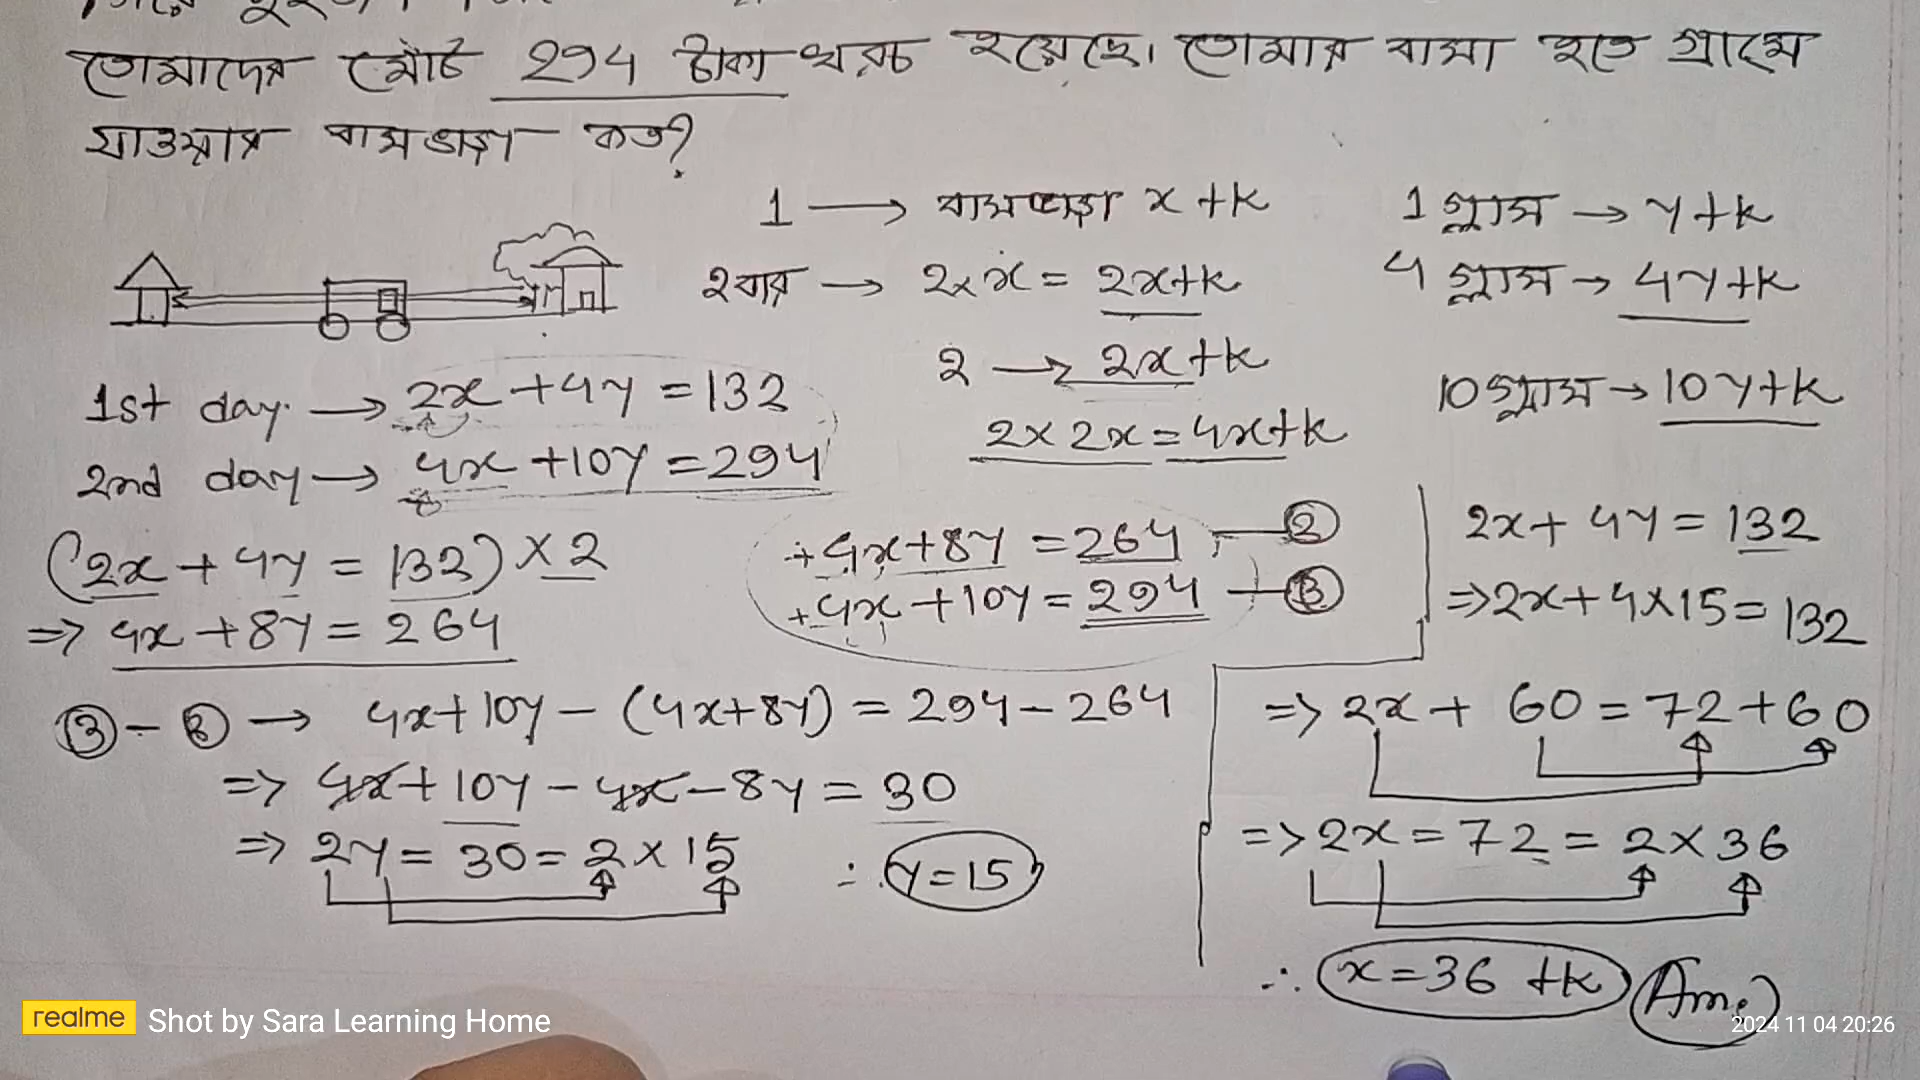 তোমাদের মোট 294 টাকা খরচ হয়েছে। তোমার বাসা হতে গ্রামে
যাওয়ার বাসভাড়া কত?
1 → বাসভাড়া x+tk
1 গ্লাস → y+tk
2বার → 2×x = 2x+tk
4 গ্লাস → 4y+tk
2 → 2x+tk
10 গ্লাস → 10y+tk
2×2x=4x+tk
1st day → 2x+4y=132
2nd day → 4x+10y=294
(2x+4y=132)×2
⇒ 4x+8y=264
+4x+8y=264 — ②
+4x+10y=294 — ③
③-② → 4x+10y-(4x+8y)=294-264
⇒ 4x+10y-4x-8y=30
⇒ 2y=30=2×15
∴ y=15
2x+4y=132
⇒2x+4×15=132
⇒2x+60=72+60
⇒2x=72=2×36
∴ x=36 tk Ans:
realme Shot by Sara Learning Home
2024 11 04 20:26